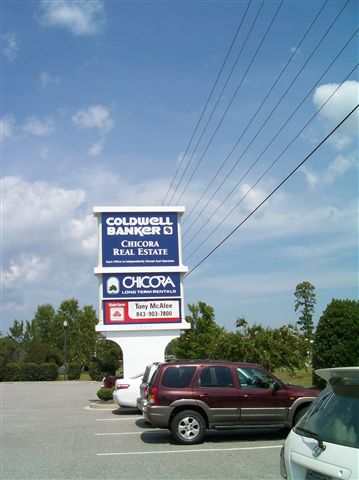 COLDWELL
BANKER
CHICORA
REAL ESTATE
Each Office is Independently Owned And Operated
CHICORA
LONG TERM RENTALS
State Farm
Tony McAlee
843-903-7800